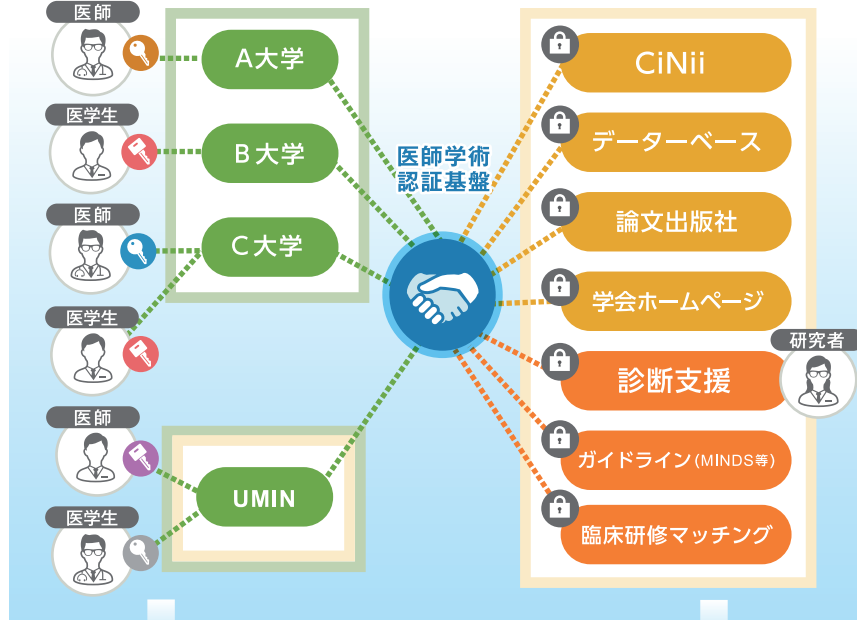 医師
医学生
医師
医学生
医師
医学生
A大学
B大学
C大学
UMIN
医師学術
認証基盤
CiNii
データーベース
論文出版社
学会ホームページ
診断支援
研究者
ガイドライン(MINDS等)
臨床研修マッチング